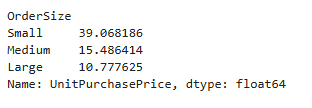 OrderSize
Small     39.068186
Medium    15.486414
Large     10.777625
Name: UnitPurchasePrice, dtype: float64